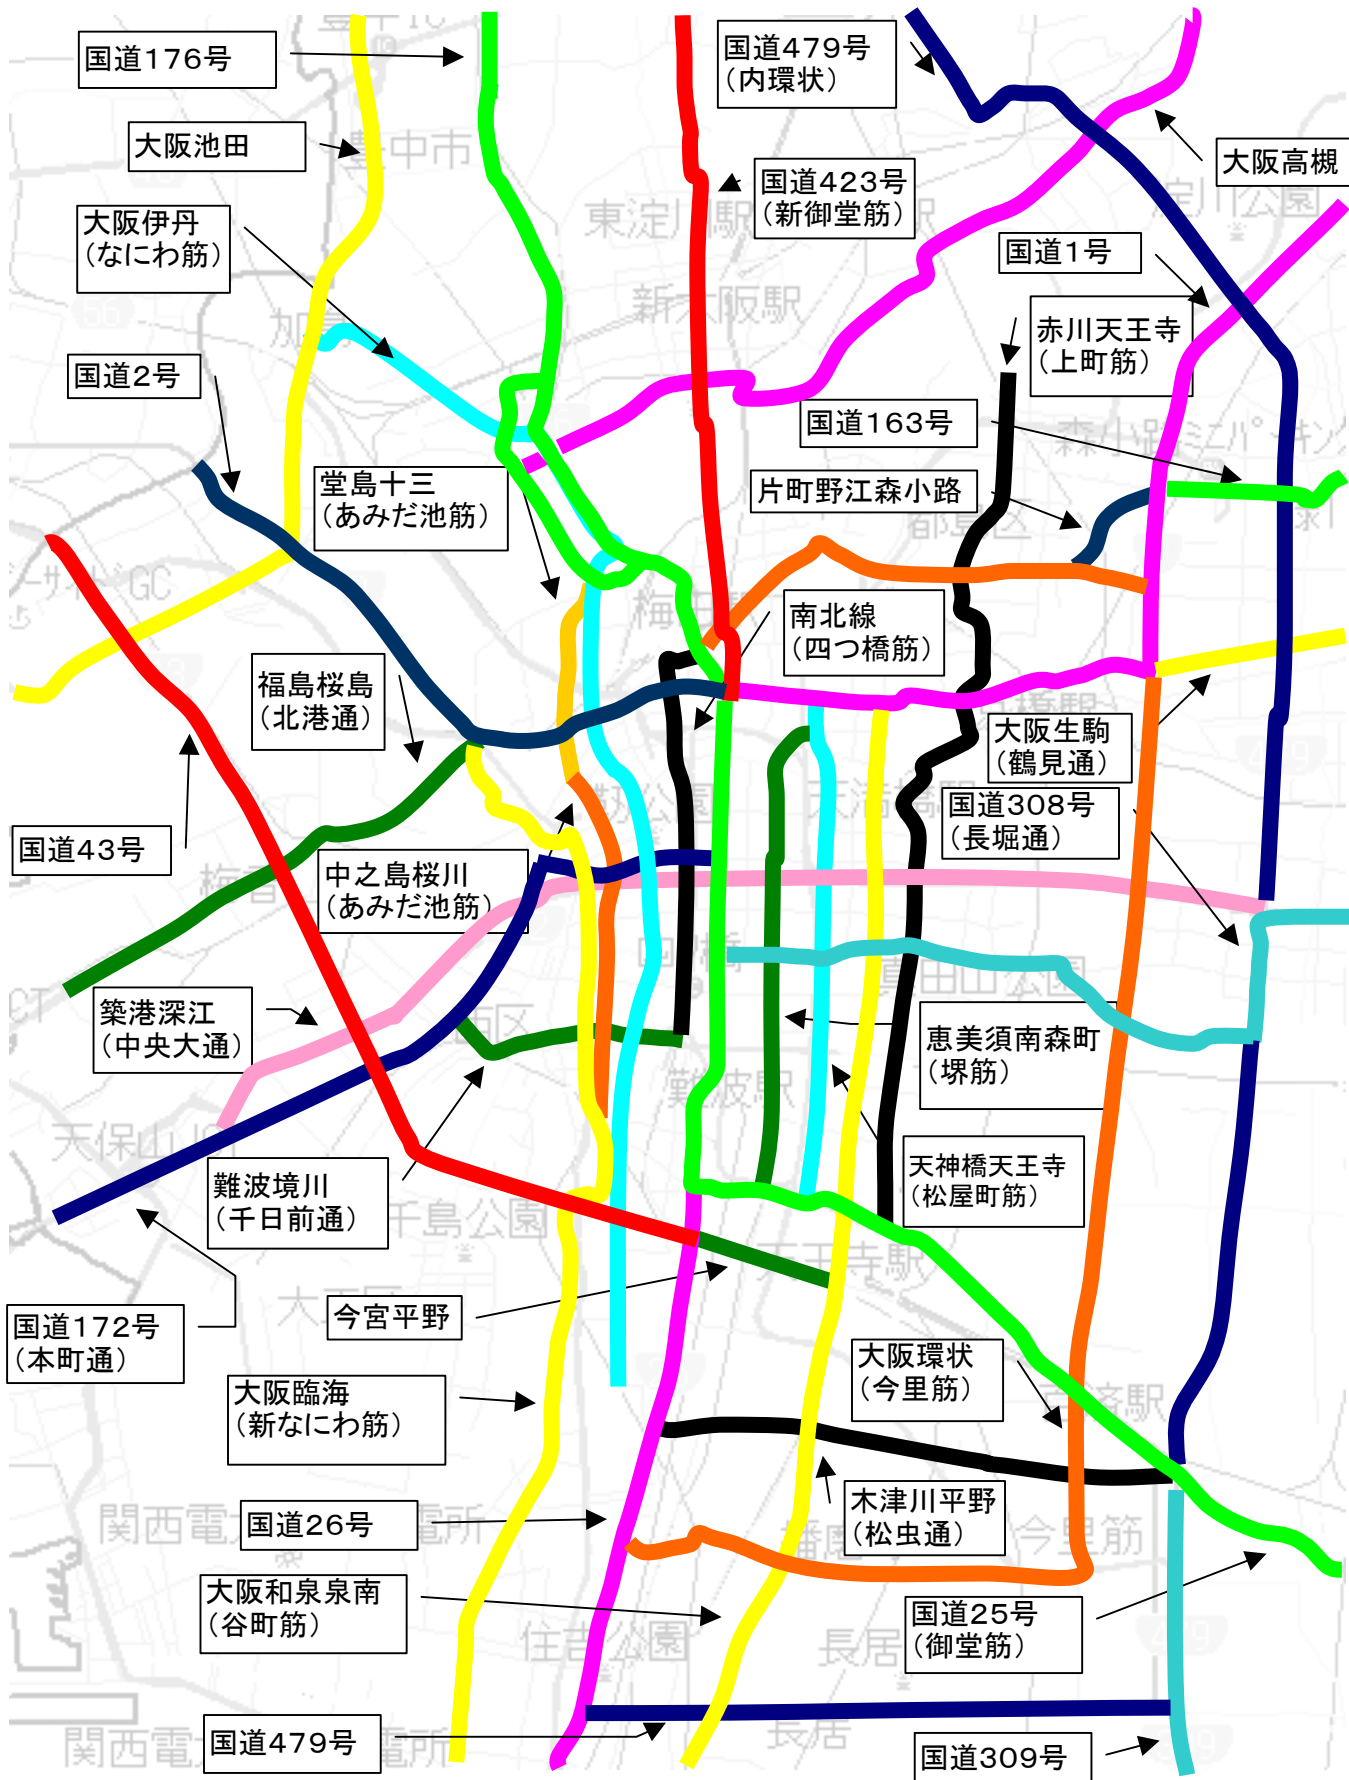 国道176号
国道479号
(内環状)
大阪池田
大阪高槻
豊中市
国道423号
(新御堂筋)
東淀川駅
淀川公園
大阪伊丹
(なにわ筋)
国道1号
新大阪駅
赤川天王寺
(上町筋)
国道2号
国道163号
堂島十三
(あみだ池筋)
片町野江森小路
南北線
(四つ橋筋)
福島桜島
(北港通)
大阪生駒
(鶴見通)
国道308号
(長堀通)
国道43号
中之島桜川
(あみだ池筋)
築港深江
(中央大通)
恵美須南森町
(堺筋)
難波駅
難波境川
(千日前通)
天神橋天王寺
(松屋町筋)
千島公園
天王寺駅
国道172号
(本町通)
今宮平野
大阪環状
(今里筋)
大阪臨海
(新なにわ筋)
木津川平野
(松虫通)
国道26号
今里筋
大阪和泉泉南
(谷町筋)
国道25号
(御堂筋)
住吉公園
長居
国道479号
長居
国道309号